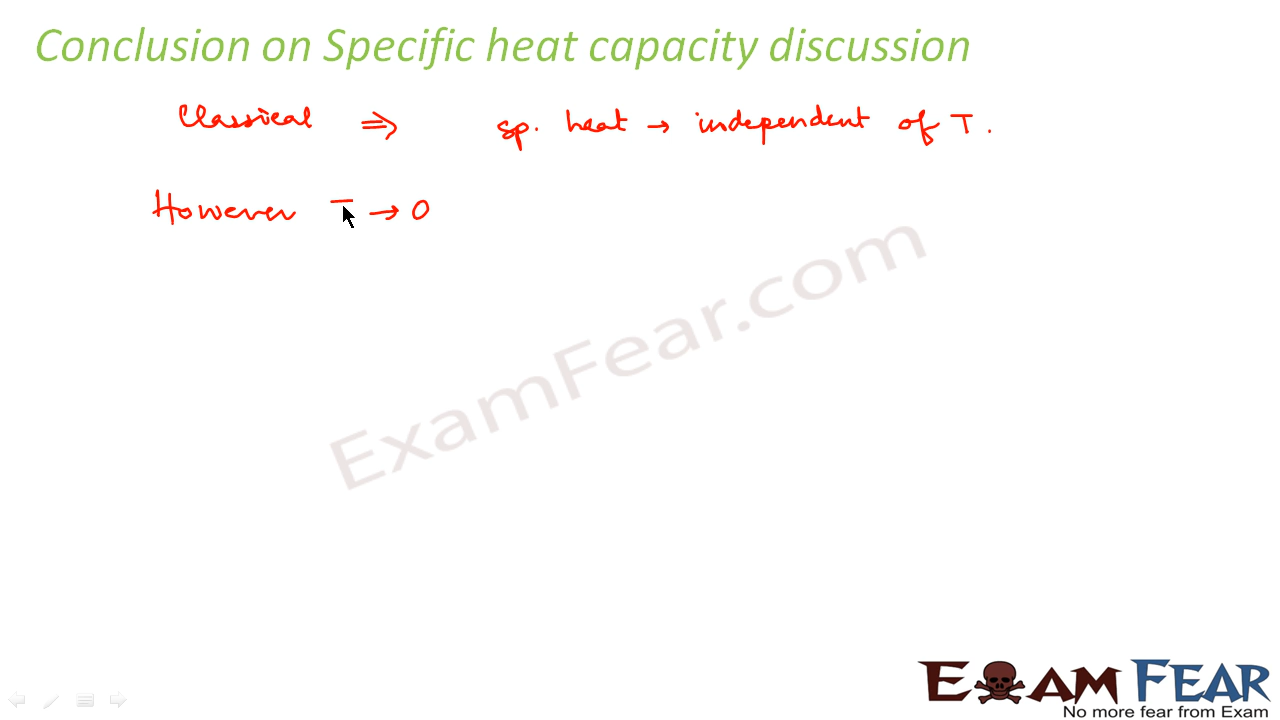 Conclusion on Specific heat capacity discussion
Classical ⇒ sp. heat → independent of T.
However T → 0
ExamFear.com
EXAM FEAR
No more fear from Exam